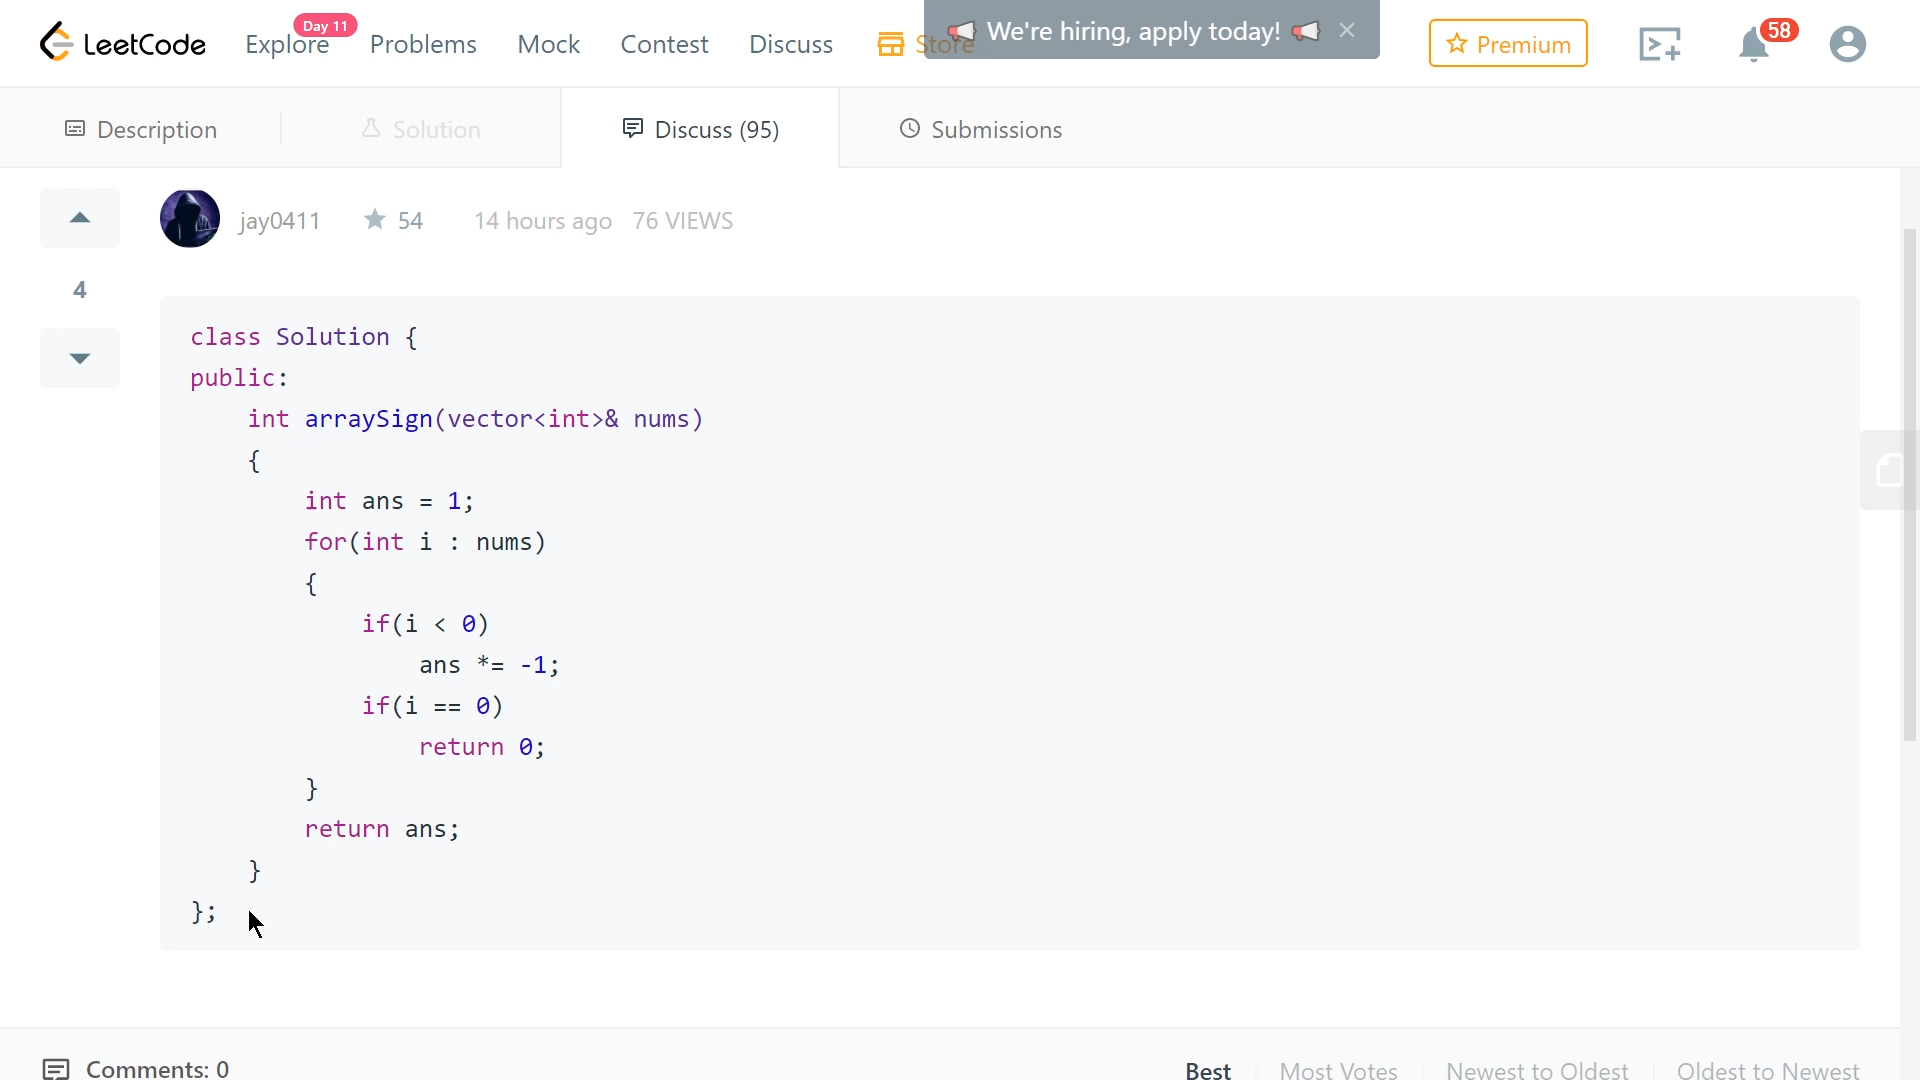 LeetCode Explore Day 11 Problems Mock Contest Discuss Store We're hiring, apply today! Premium 58
Description Solution Discuss (95) Submissions
jay0411 54 14 hours ago 76 VIEWS
4
class Solution {
public:
    int arraySign(vector<int>& nums)
    {
        int ans = 1;
        for(int i : nums)
        {
            if(i < 0)
                ans *= -1;
            if(i == 0)
                return 0;
        }
        return ans;
    }
};
Comments: 0 Best Most Votes Newest to Oldest Oldest to Newest